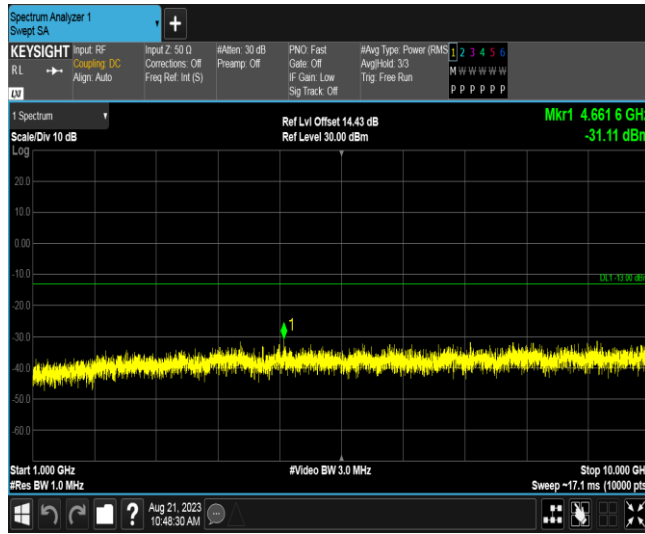 Spectrum Analyzer 1
Swept SA
+
KEYSIGHT
RL
LXI
Input: RF
Coupling: DC
Align: Auto
Input Z: 50 Ω
Corrections: Off
Freq Ref: Int (S)
#Atten: 30 dB
Preamp: Off
PNO: Fast
Gate: Off
IF Gain: Low
Sig Track: Off
#Avg Type: Power (RMS
Avg|Hold: 3/3
Trig: Free Run
1 2 3 4 5 6
M W W W W W
P P P P P P
1 Spectrum
Scale/Div 10 dB
Log
Ref Lvl Offset 14.43 dB
Ref Level 30.00 dBm
Mkr1 4.661 6 GHz
-31.11 dBm
20.0
10.0
0.00
-10.0
DL1 -13.00 dBm
-20.0
1
-30.0
-40.0
-50.0
-60.0
Start 1.000 GHz
#Res BW 1.0 MHz
#Video BW 3.0 MHz
Stop 10.000 GH
Sweep ~17.1 ms (10000 pts
?
Aug 21, 2023
10:48:30 AM